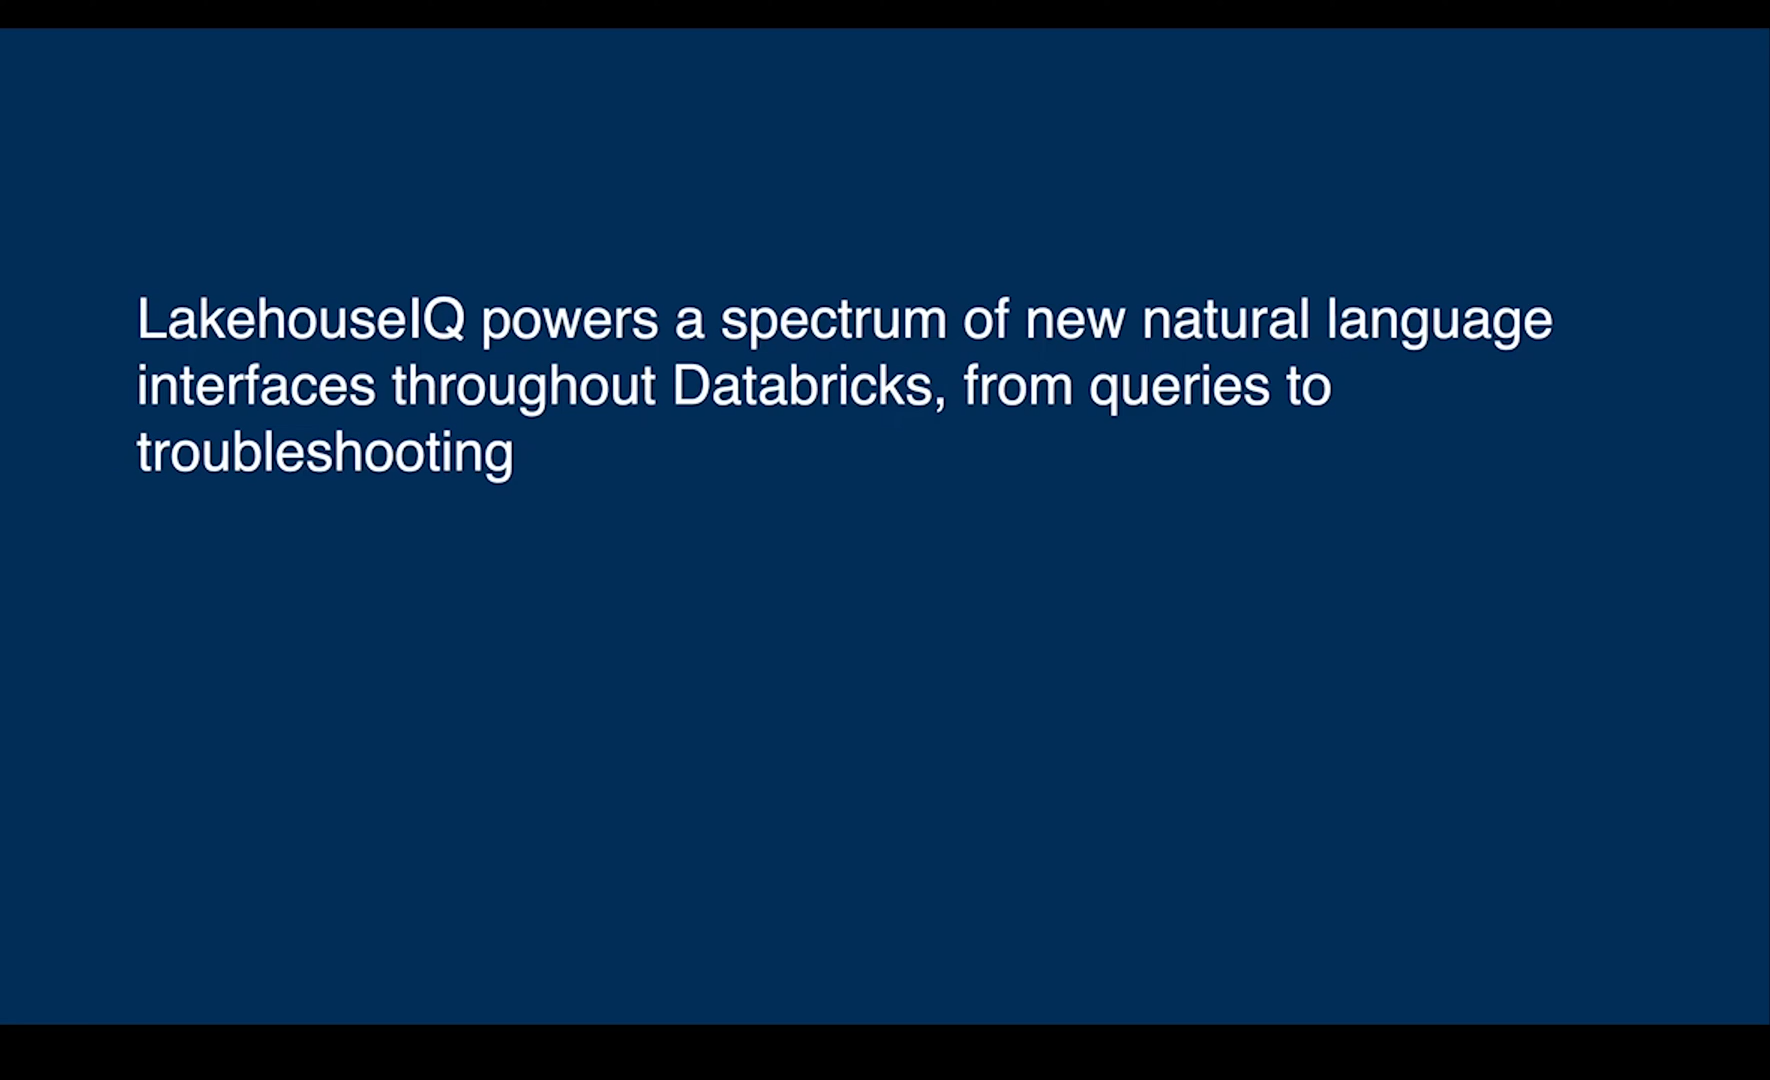 LakehouseIQ powers a spectrum of new natural language
interfaces throughout Databricks, from queries to
troubleshooting